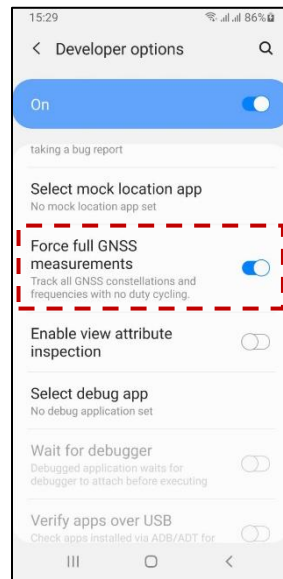 15:29 86%
Developer options
On
taking a bug report
Select mock location app
No mock location app set
Force full GNSS
measurements
Track all GNSS constellations and
frequencies with no duty cycling.
Enable view attribute
inspection
Select debug app
No debug application set
Wait for debugger
Debugged application waits for
debugger to attach before executing
Verify apps over USB
Check apps installed via ADB/ADT for